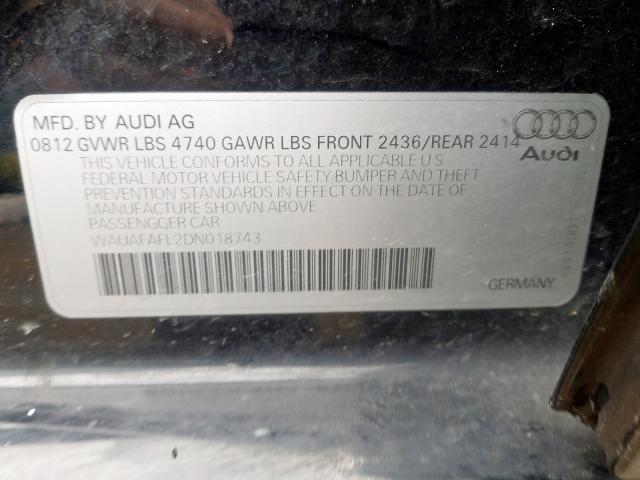 MFD. BY AUDI AG
0812 GVWR LBS 4740 GAWR LBS FRONT 2436/REAR 2414
THIS VEHICLE CONFORMS TO ALL APPLICABLE U S
FEDERAL MOTOR VEHICLE SAFETY, BUMPER AND THEFT
PREVENTION STANDARDS IN EFFECT ON THE DATE OF
MANUFACTURE SHOWN ABOVE
PASSENGGER CAR
WAUAFAFL2DN018743
Audi
GERMANY